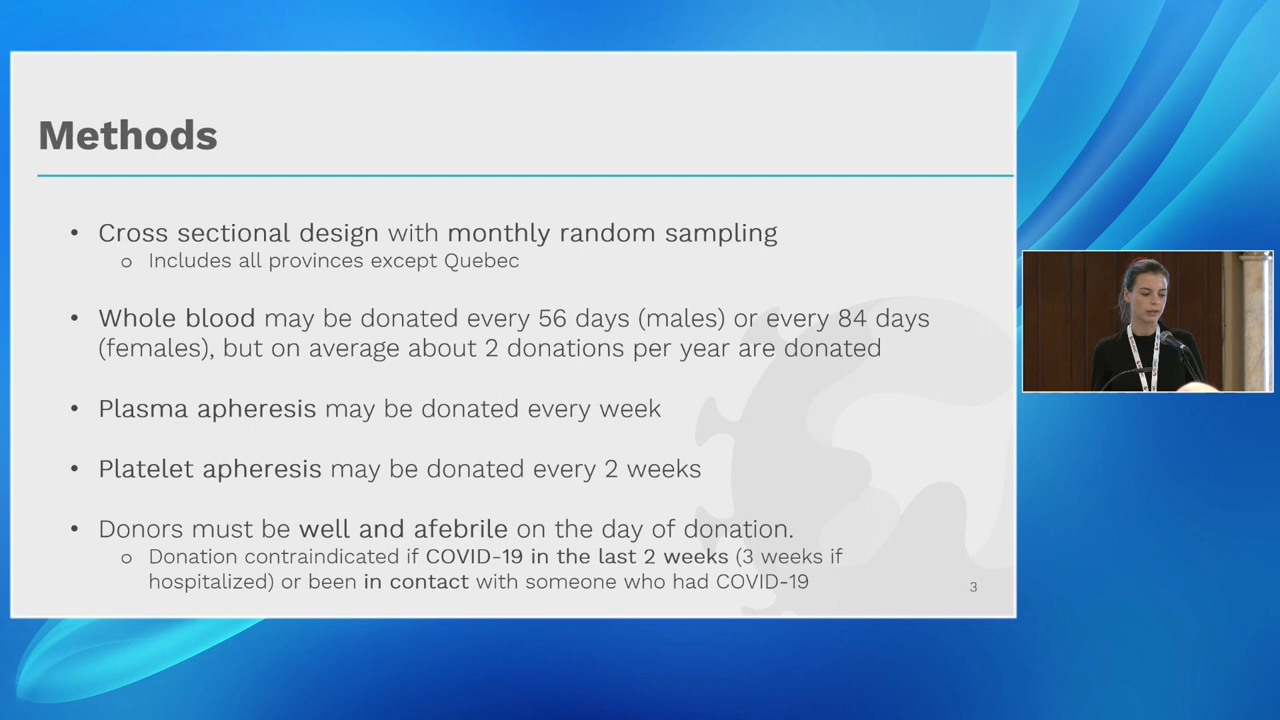 Methods
• Cross sectional design with monthly random sampling
o Includes all provinces except Quebec
• Whole blood may be donated every 56 days (males) or every 84 days
(females), but on average about 2 donations per year are donated
• Plasma apheresis may be donated every week
• Platelet apheresis may be donated every 2 weeks
• Donors must be well and afebrile on the day of donation.
o Donation contraindicated if COVID-19 in the last 2 weeks (3 weeks if
hospitalized) or been in contact with someone who had COVID-19
3